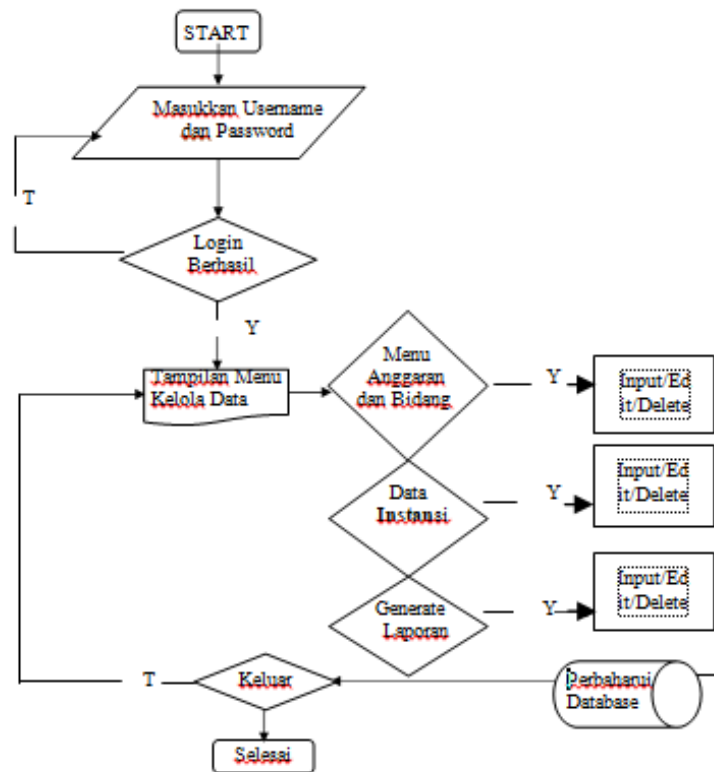 START
Masukkan Username
dan Password
T
Login
Berhasil
Y
Tampilan Menu
Kelola Data
Menu
Anggaran
dan Bidang
Y
Input/Ed
it/Delete
Data
Instansi
Y
Input/Ed
it/Delete
Generate
Laporan
Y
Input/Ed
it/Delete
T
Keluar
Perbaharui
Database
Selesai